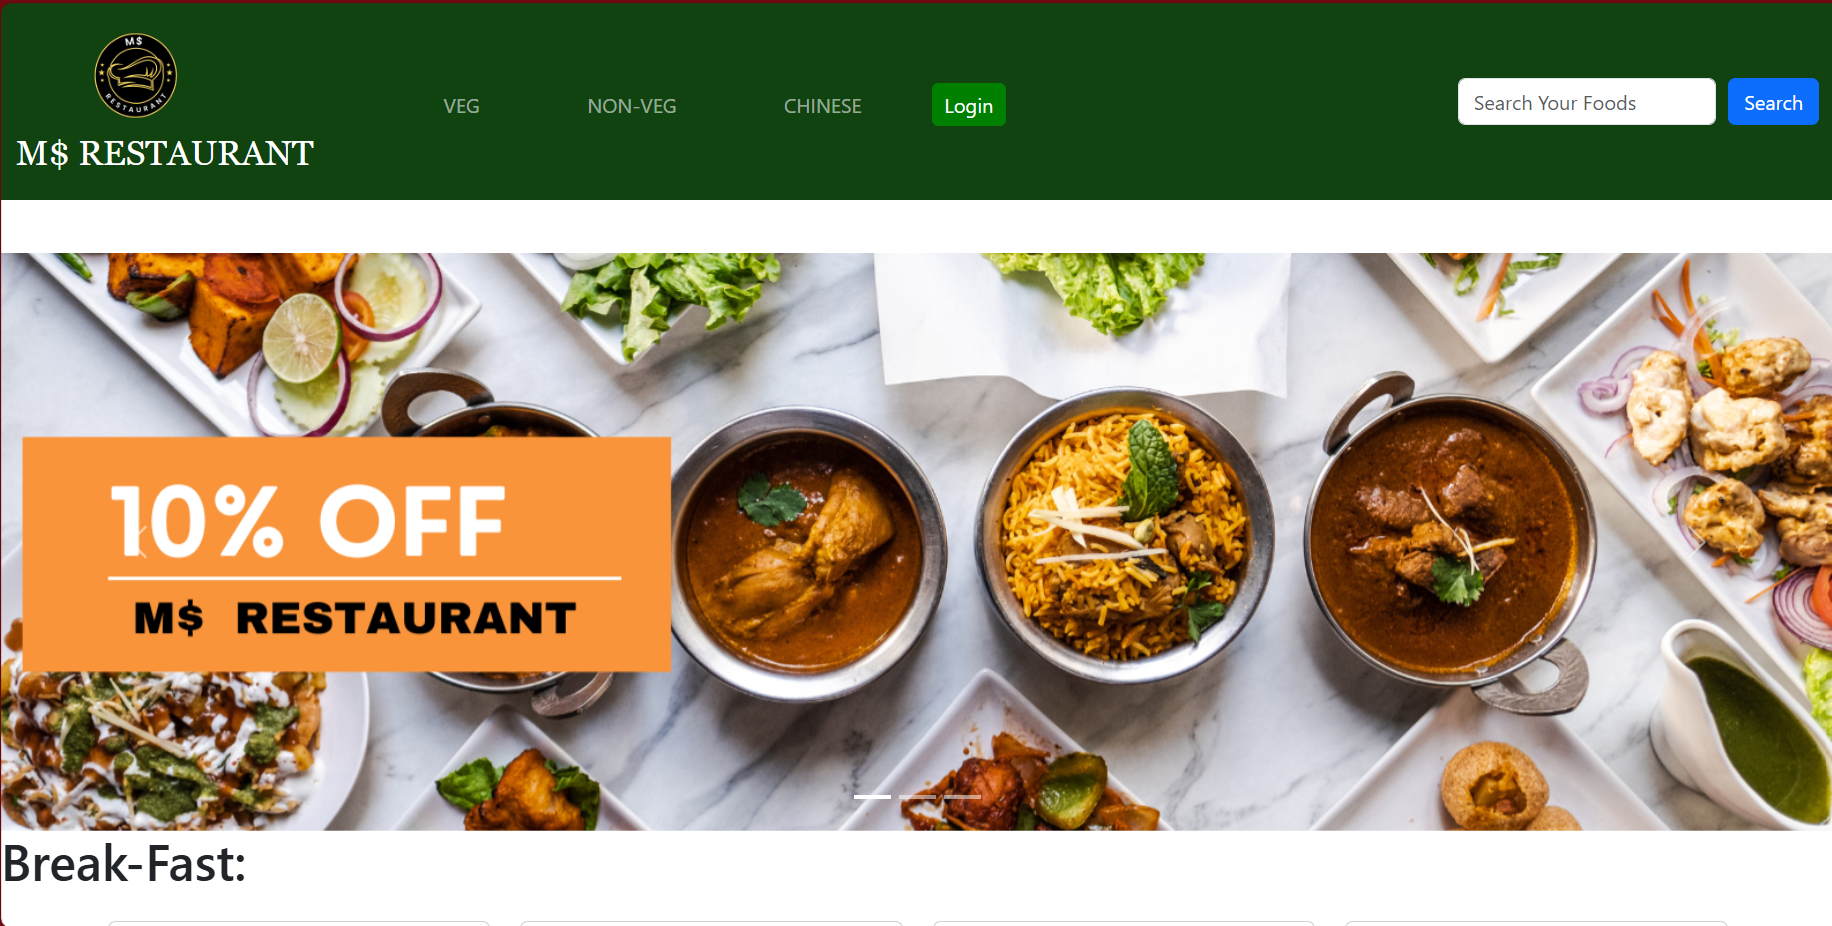 M$
RESTAURANT
M$ RESTAURANT
VEG
NON-VEG
CHINESE
Login
Search Your Foods
Search
10% OFF
M$ RESTAURANT
Break-Fast: